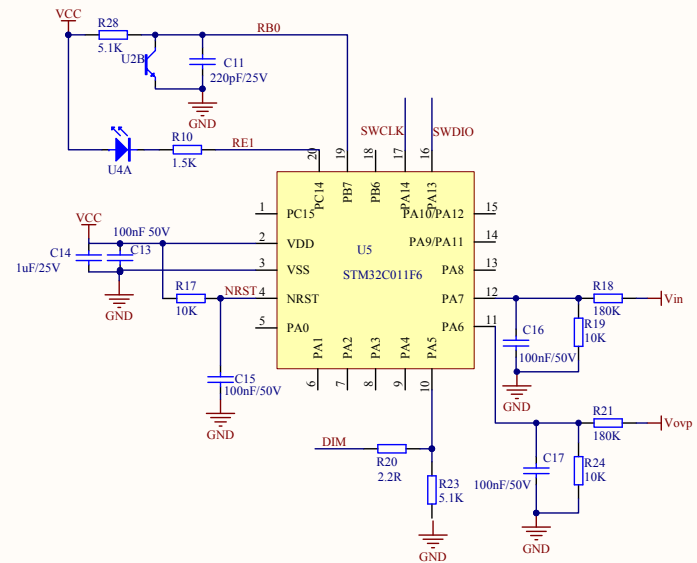 VCC
R28
5.1K
RB0
U2B
C11
220pF/25V
GND
U4A
R10
1.5K
RE1
SWCLK
SWDIO
20
19
18
17
16
PC14
PB7
PB6
PA14
PA13
1
PC15
PA10/PA12
15
VCC
100nF 50V
C14
C13
1uF/25V
2
VDD
U5
PA9/PA11
14
3
VSS
STM32C011F6
PA8
13
GND
R17
10K
NRST
4
NRST
PA7
12
R18
180K
Vin
5
PA0
PA6
11
R19
10K
C16
100nF/50V
GND
PA1
PA2
PA3
PA4
PA5
6
7
8
9
10
C15
100nF/50V
GND
R21
180K
Vovp
DIM
R20
2.2R
R23
5.1K
GND
C17
100nF/50V
R24
10K
GND